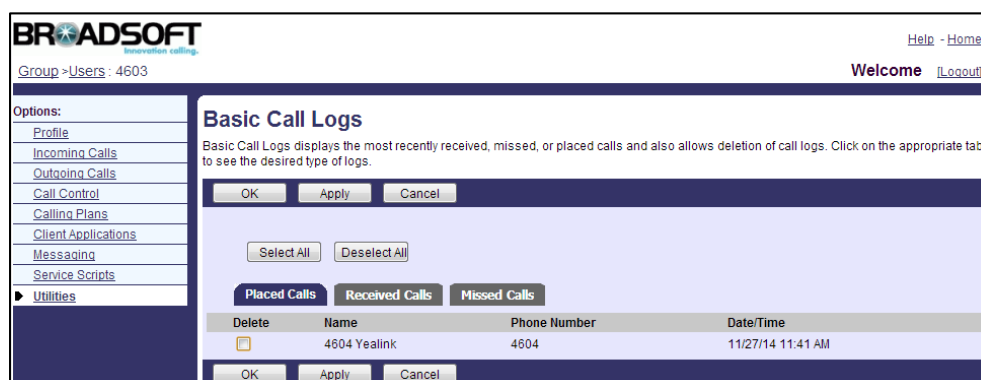 BROADSOFT
Innovation calling.
Help - Home
Group >Users : 4603
Welcome [Logout]
Options:
Profile
Incoming Calls
Outgoing Calls
Call Control
Calling Plans
Client Applications
Messaging
Service Scripts
Utilities
Basic Call Logs
Basic Call Logs displays the most recently received, missed, or placed calls and also allows deletion of call logs. Click on the appropriate tab
to see the desired type of logs.
OK Apply Cancel
Select All Deselect All
Placed Calls Received Calls Missed Calls
Delete Name Phone Number Date/Time
4604 Yealink 4604 11/27/14 11:41 AM
OK Apply Cancel